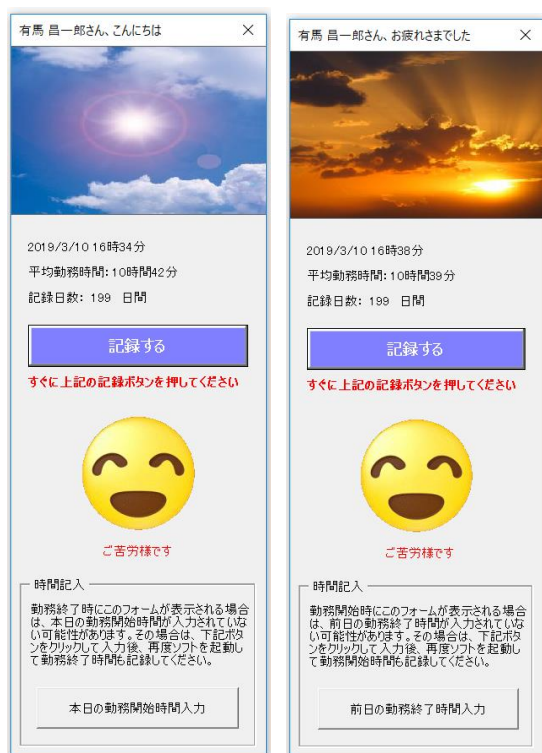 有馬 昌一郎さん、こんにちは
2019/3/10 16時34分
平均勤務時間:10時間42分
記録日数: 199 日間
記録する
すぐに上記の記録ボタンを押してください
ご苦労様です
時間記入
勤務終了時にこのフォームが表示される場合
は、本日の勤務開始時間が入力されていな
い可能性があります。その場合は、下記ボタ
ンをクリックして入力後、再度ソフトを起動し
て勤務終了時間も記録してください。
本日の勤務開始時間入力
有馬 昌一郎さん、お疲れさまでした
2019/3/10 16時38分
平均勤務時間:10時間39分
記録日数: 199 日間
記録する
すぐに上記の記録ボタンを押してください
ご苦労様です
時間記入
勤務開始時にこのフォームが表示される場合
は、前日の勤務終了時間が入力されていな
い可能性があります。その場合は、下記ボタ
ンをクリックして入力後、再度ソフトを起動し
て勤務開始時間も記録してください。
前日の勤務終了時間入力